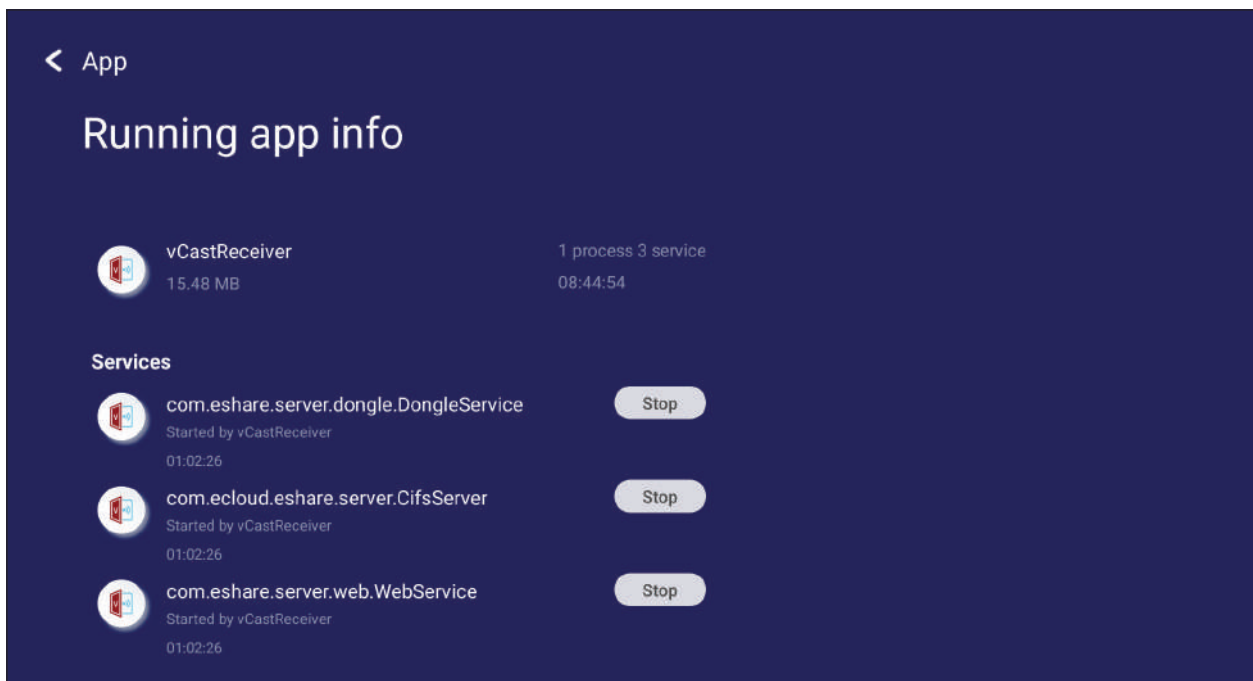 App
Running app info
vCastReceiver
1 process 3 service
15.48 MB
08:44:54
Services
com.eshare.server.dongle.DongleService
Stop
Started by vCastReceiver
01:02:26
com.ecloud.eshare.server.CifsServer
Stop
Started by vCastReceiver
01:02:26
com.eshare.server.web.WebService
Stop
Started by vCastReceiver
01:02:26